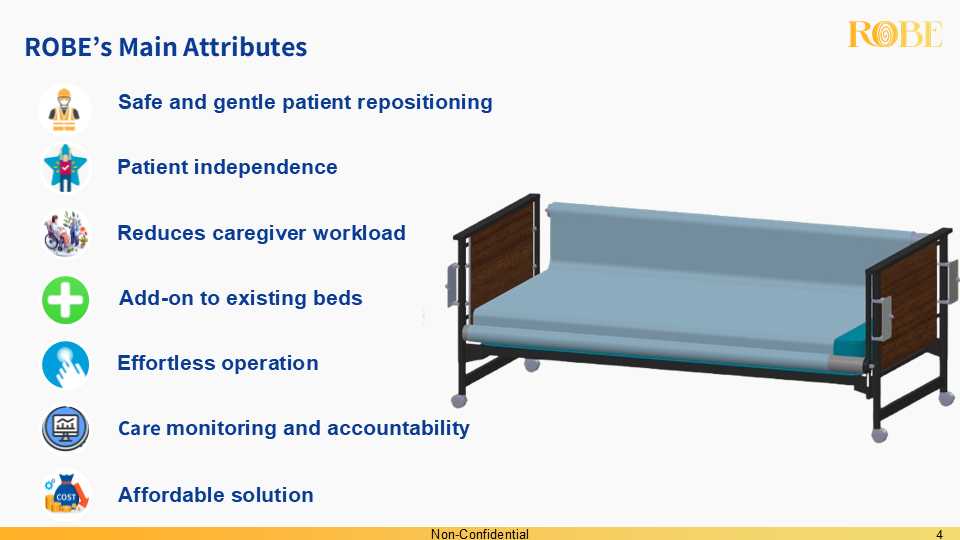 ROBE's Main Attributes
ROBE
Safe and gentle patient repositioning
Patient independence
Reduces caregiver workload
Add-on to existing beds
Effortless operation
Care monitoring and accountability
COST
Affordable solution
Non-Confidential
4